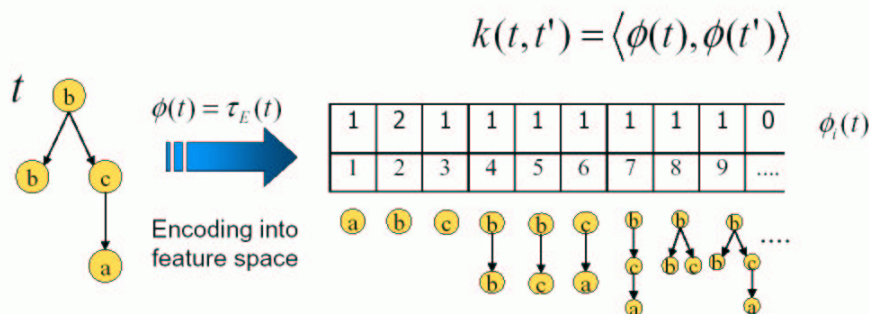 k(t,t') = ⟨ϕ(t),ϕ(t')⟩
t
b
b c
a
ϕ(t) = τ_E(t)
Encoding into
feature space
1 2 1 1 1 1 1 1 1 0 ϕ_i(t)
1 2 3 4 5 6 7 8 9 ....
a b c b b c b b b ....
b c a c b c b c
a a